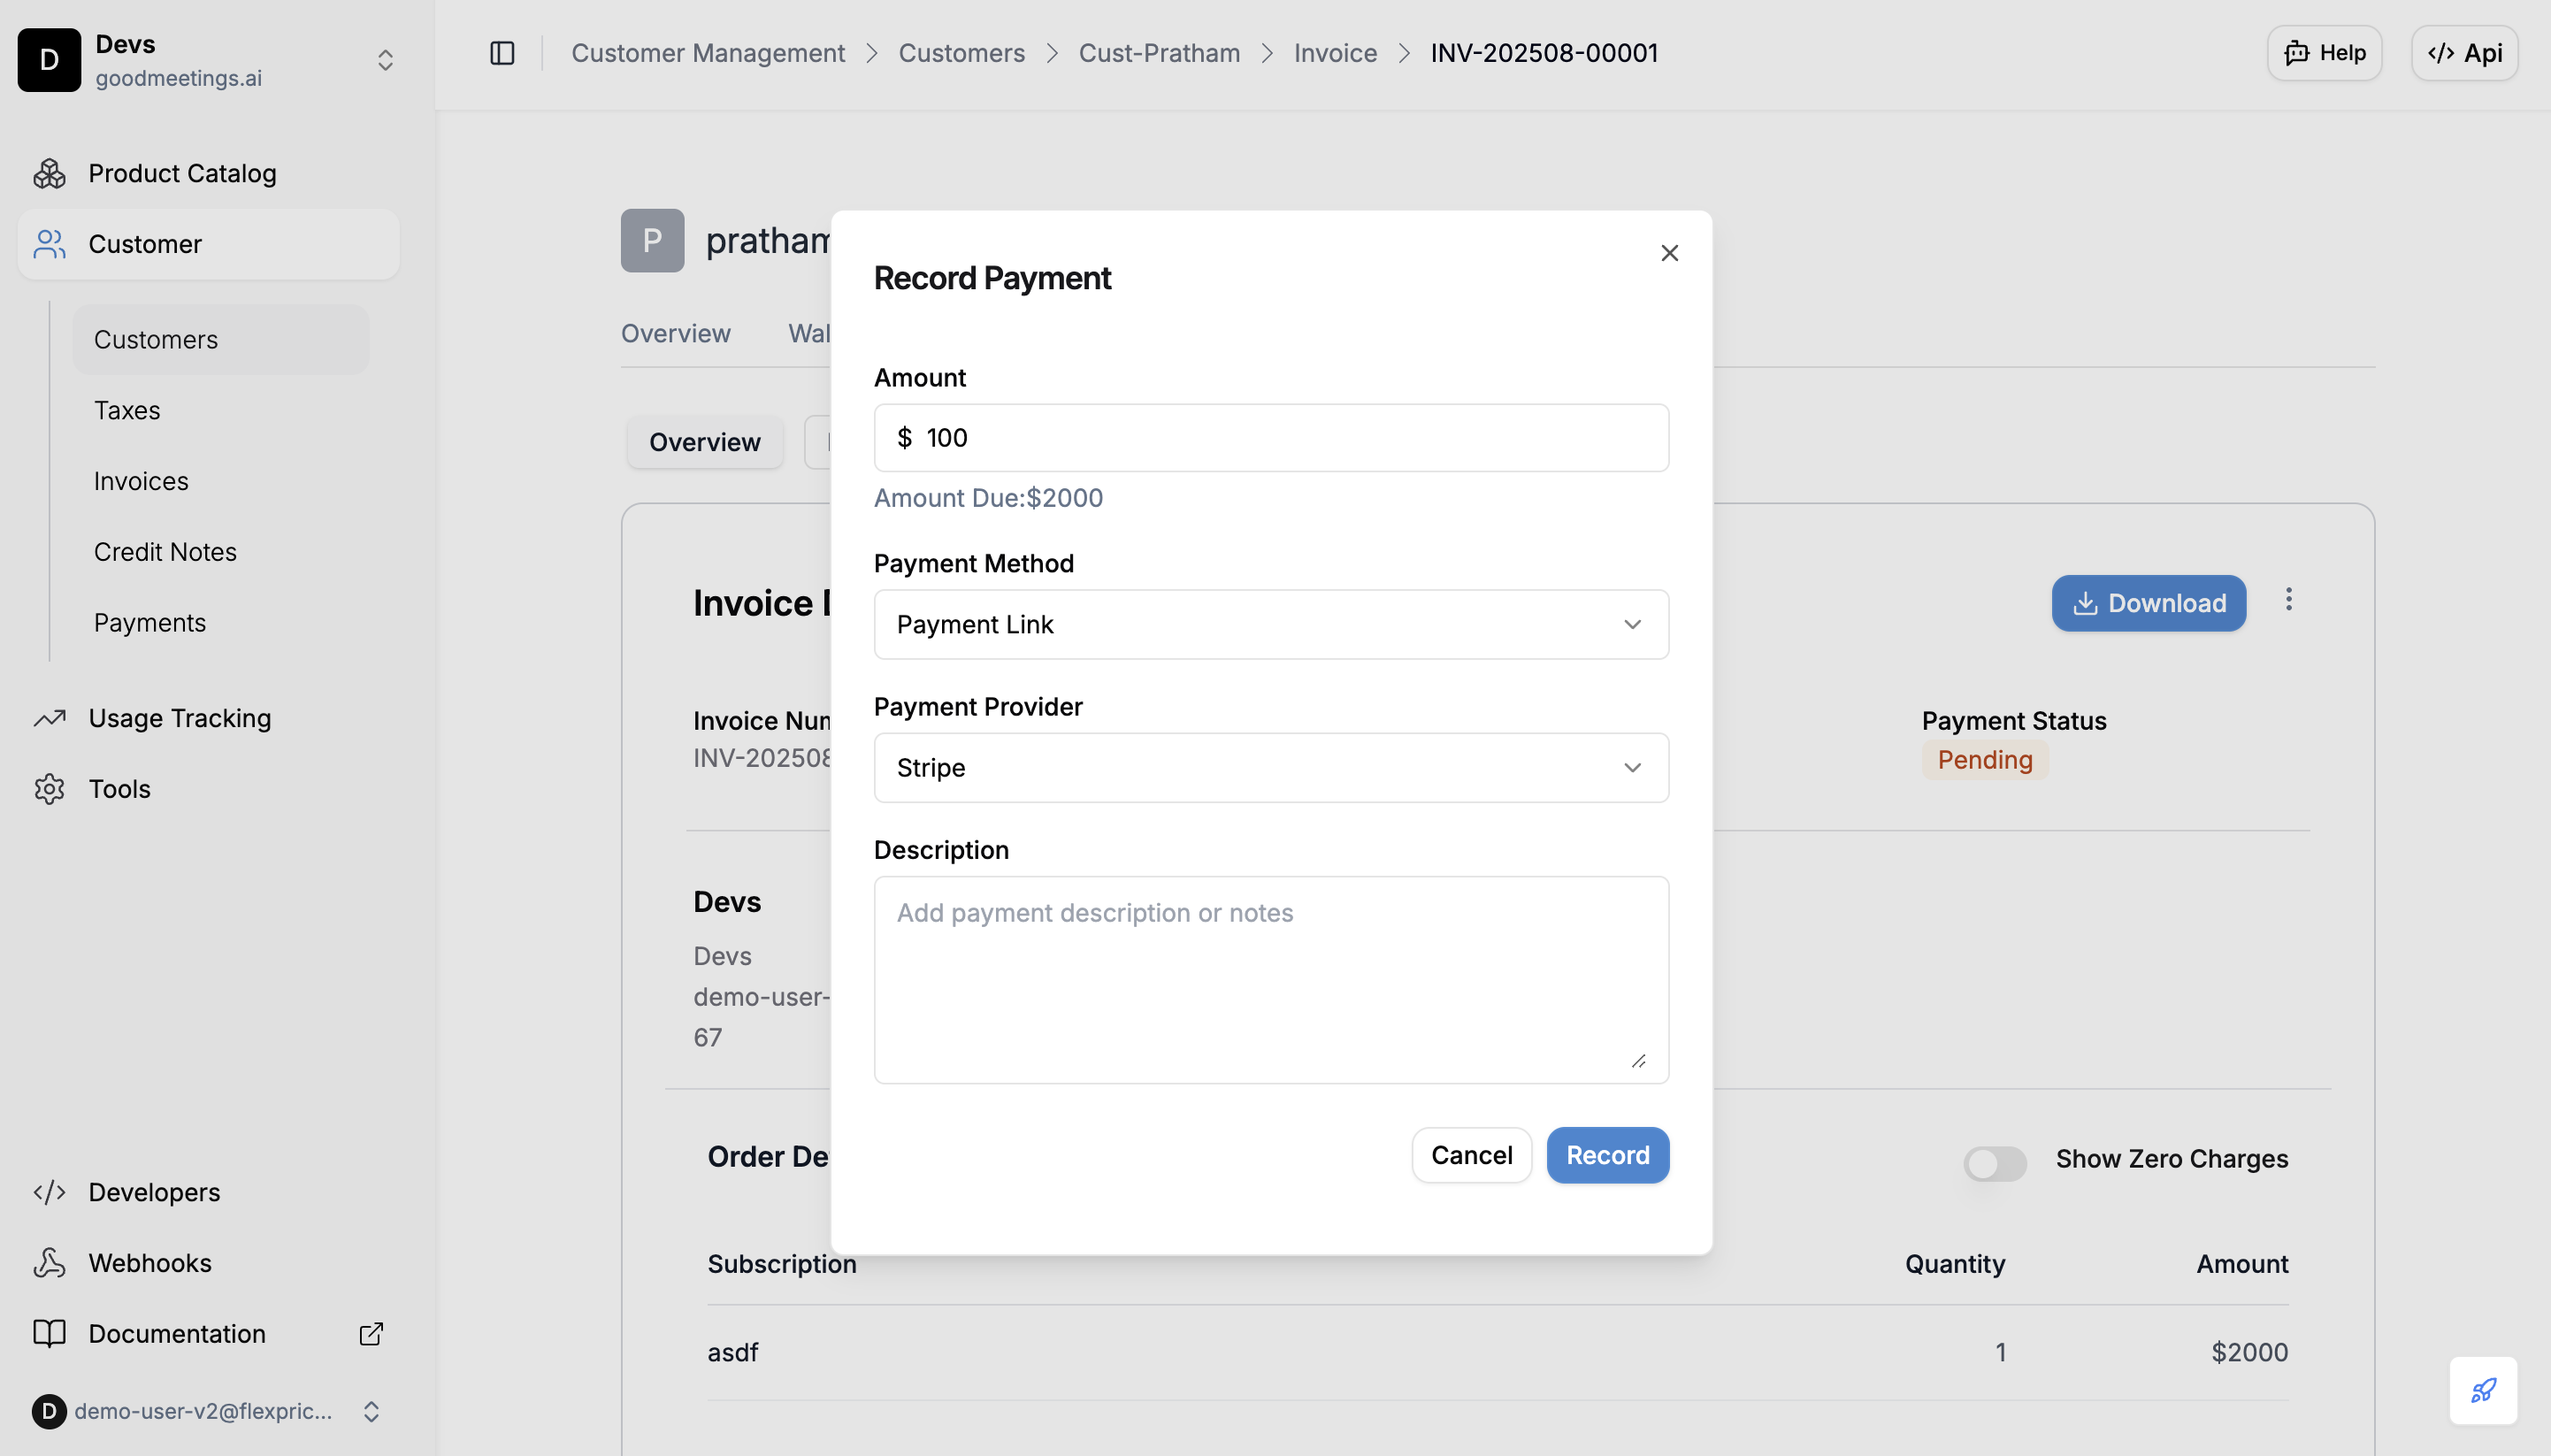 D
Devs
goodmeetings.ai
Product Catalog
Customer
Customers
Taxes
Invoices
Credit Notes
Payments
Usage Tracking
Tools
Developers
Webhooks
Documentation
D demo-user-v2@flexpric...
Customer Management > Customers > Cust-Pratham > Invoice > INV-202508-00001
Help
</> Api
P pratham
Overview
Overview
Invoice
Download
INV-202508
Payment Status
Pending
Devs
Devs
demo-user-
67
Order
Show Zero Charges
Subscription Quantity Amount
asdf 1 $2000
Record Payment
Amount
$ 100
Amount Due:$2000
Payment Method
Payment Link
Payment Provider
Stripe
Description
Add payment description or notes
Cancel Record